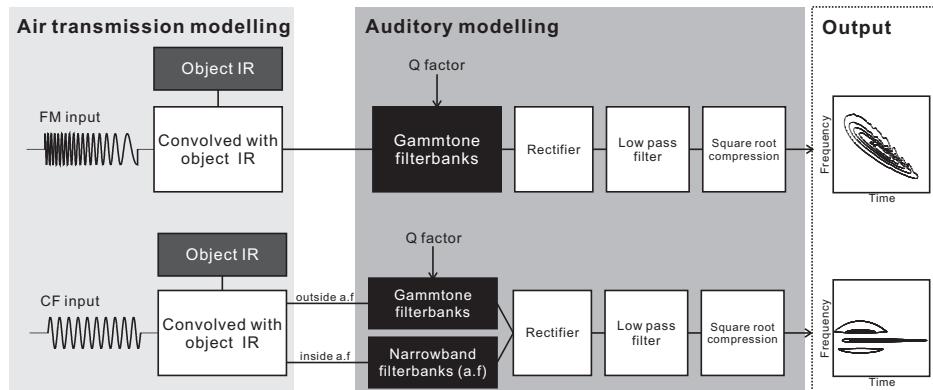 Air transmission modelling
Auditory modelling
Output
Object IR
FM input
Convolved with
object IR
Q factor
Gammtone
filterbanks
Rectifier
Low pass
filter
Square root
compression
Frequency
Time
Object IR
CF input
Convolved with
object IR
outside a.f
inside a.f
Q factor
Gammtone
filterbanks
Narrowband
filterbanks (a.f)
Rectifier
Low pass
filter
Square root
compression
Frequency
Time